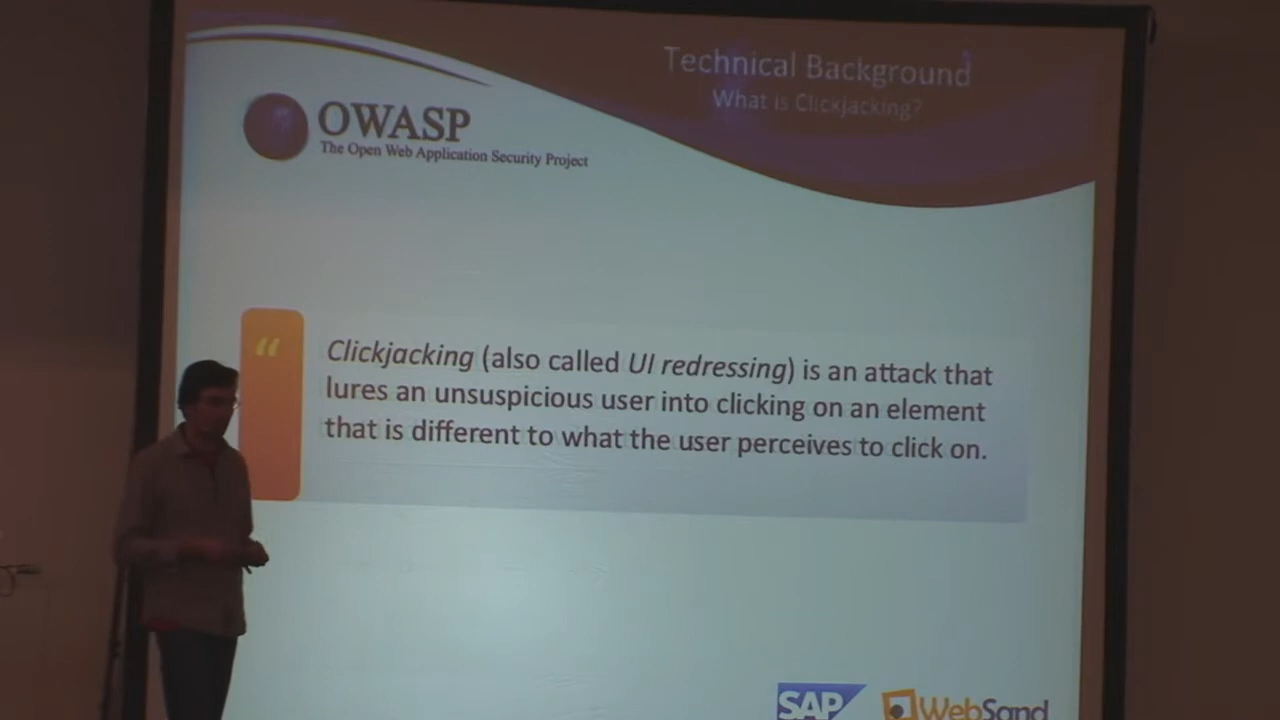 Technical Background
What is Clickjacking?
OWASP
The Open Web Application Security Project
“
Clickjacking (also called UI redressing) is an attack that
lures an unsuspicious user into clicking on an element
that is different to what the user perceives to click on.
SAP
WebSand